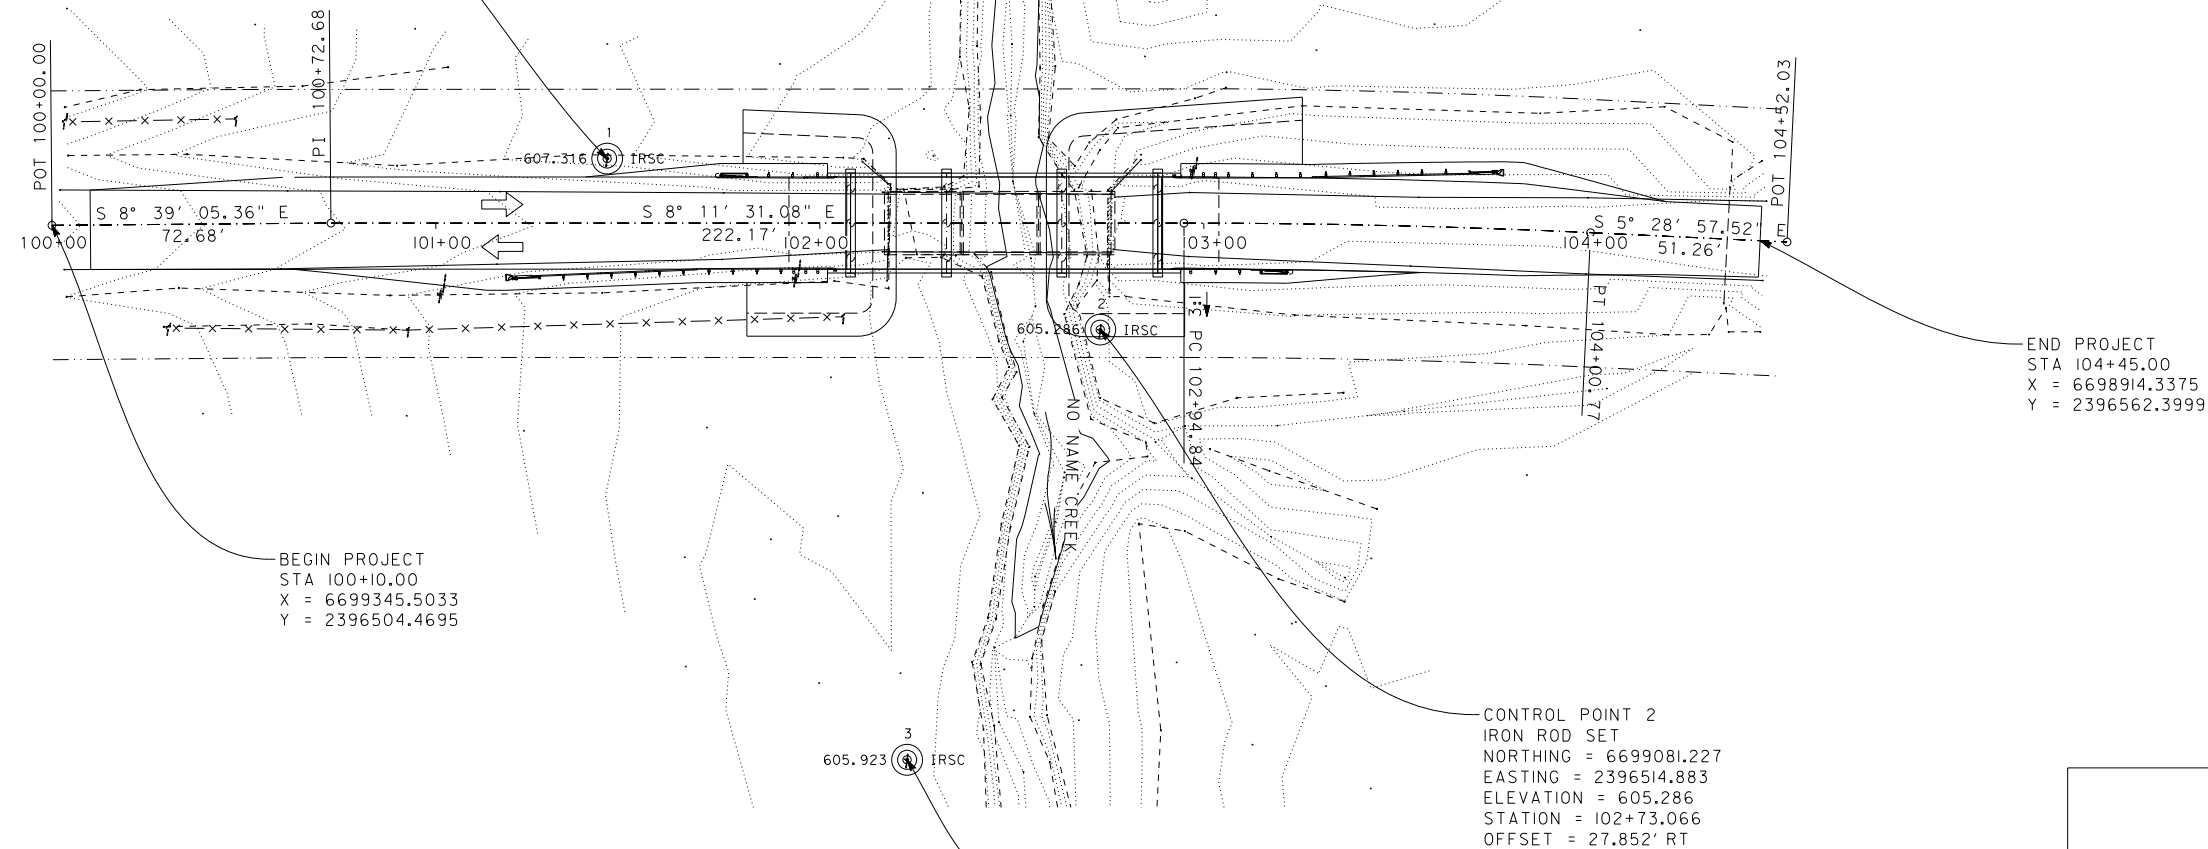 POT 100+00.00
PI 100+72.68
POT 104+52.03
1
607.316 IRSC
S 8° 39' 05.36" E
72.68'
S 8° 11' 31.08" E
222.17'
S 5° 28' 57.52" E
51.26'
100+00
101+00
102+00
103+00
104+00
2
605.286 IRSC
PC 102+94.84
PT 104+00.77
NO NAME CREEK
END PROJECT
STA 104+45.00
X = 6698914.3375
Y = 2396562.3999
BEGIN PROJECT
STA 100+10.00
X = 6699345.5033
Y = 2396504.4695
3
605.923 IRSC
CONTROL POINT 2
IRON ROD SET
NORTHING = 6699081.227
EASTING = 2396514.883
ELEVATION = 605.286
STATION = 102+73.066
OFFSET = 27.852' RT